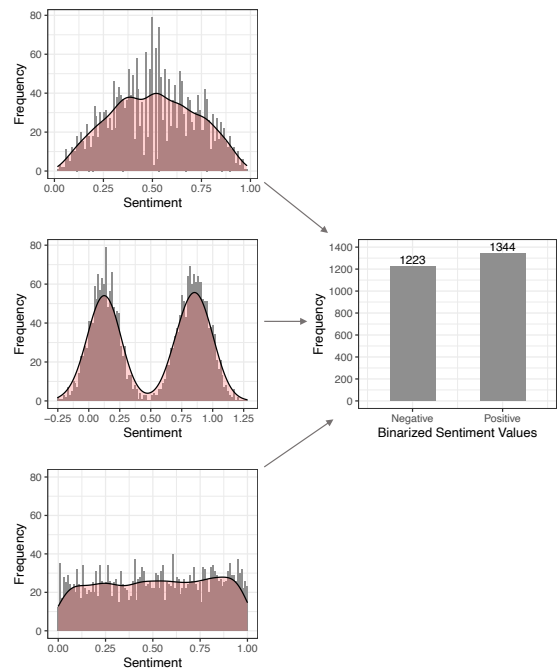 80
60
40
20
0
Frequency
0.00 0.25 0.50 0.75 1.00
Sentiment
80
60
40
20
0
Frequency
−0.25 0.00 0.25 0.50 0.75 1.00 1.25
Sentiment
1400
1200
1000
800
600
400
200
0
Frequency
1223
1344
Negative Positive
Binarized Sentiment Values
80
60
40
20
0
Frequency
0.00 0.25 0.50 0.75 1.00
Sentiment